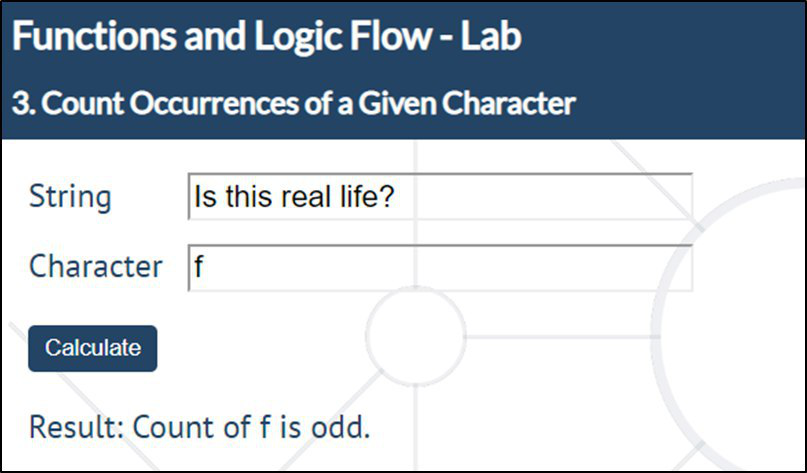 Functions and Logic Flow - Lab
3. Count Occurrences of a Given Character
String Is this real life?
Character f
Calculate
Result: Count of f is odd.